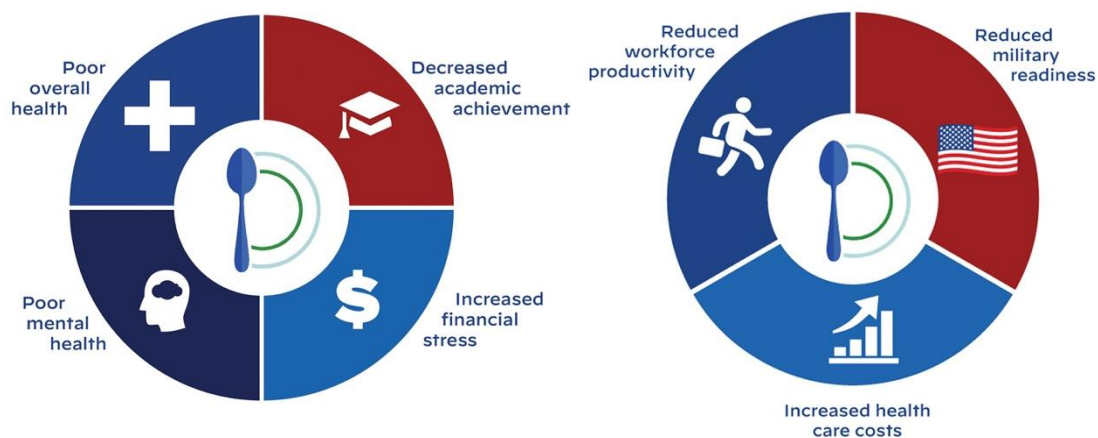 Poor
overall
health
Decreased
academic
achievement
Poor
mental
health
Increased
financial
stress
Reduced
workforce
productivity
Reduced
military
readiness
Increased health
care costs